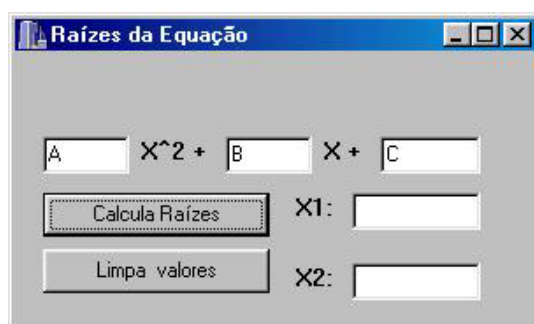 Raízes da Equação
A X^2 + B X + C
Calcula Raízes X1:
Limpa valores X2: